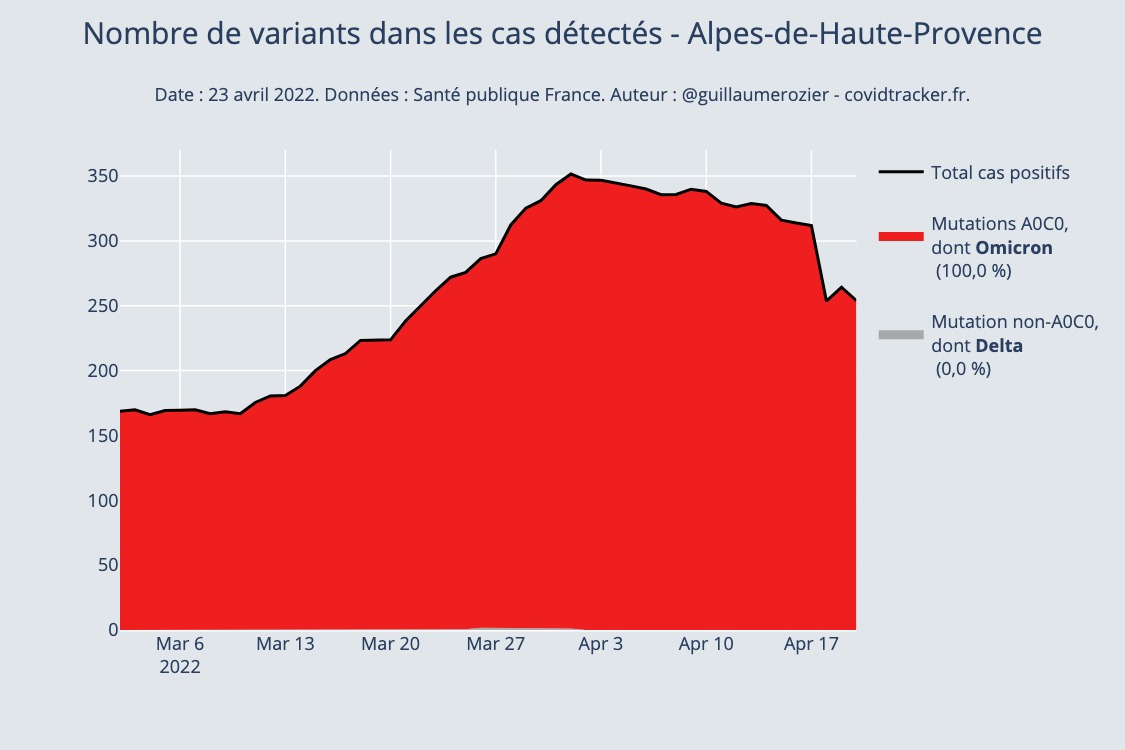 Nombre de variants dans les cas détectés - Alpes-de-Haute-Provence
Date : 23 avril 2022. Données : Santé publique France. Auteur : @guillaumerozier - covidtracker.fr.
350
300
250
200
150
100
50
0
Mar 6
2022
Mar 13
Mar 20
Mar 27
Apr 3
Apr 10
Apr 17
Total cas positifs
Mutations A0C0,
dont Omicron
(100,0 %)
Mutation non-A0C0,
dont Delta
(0,0 %)